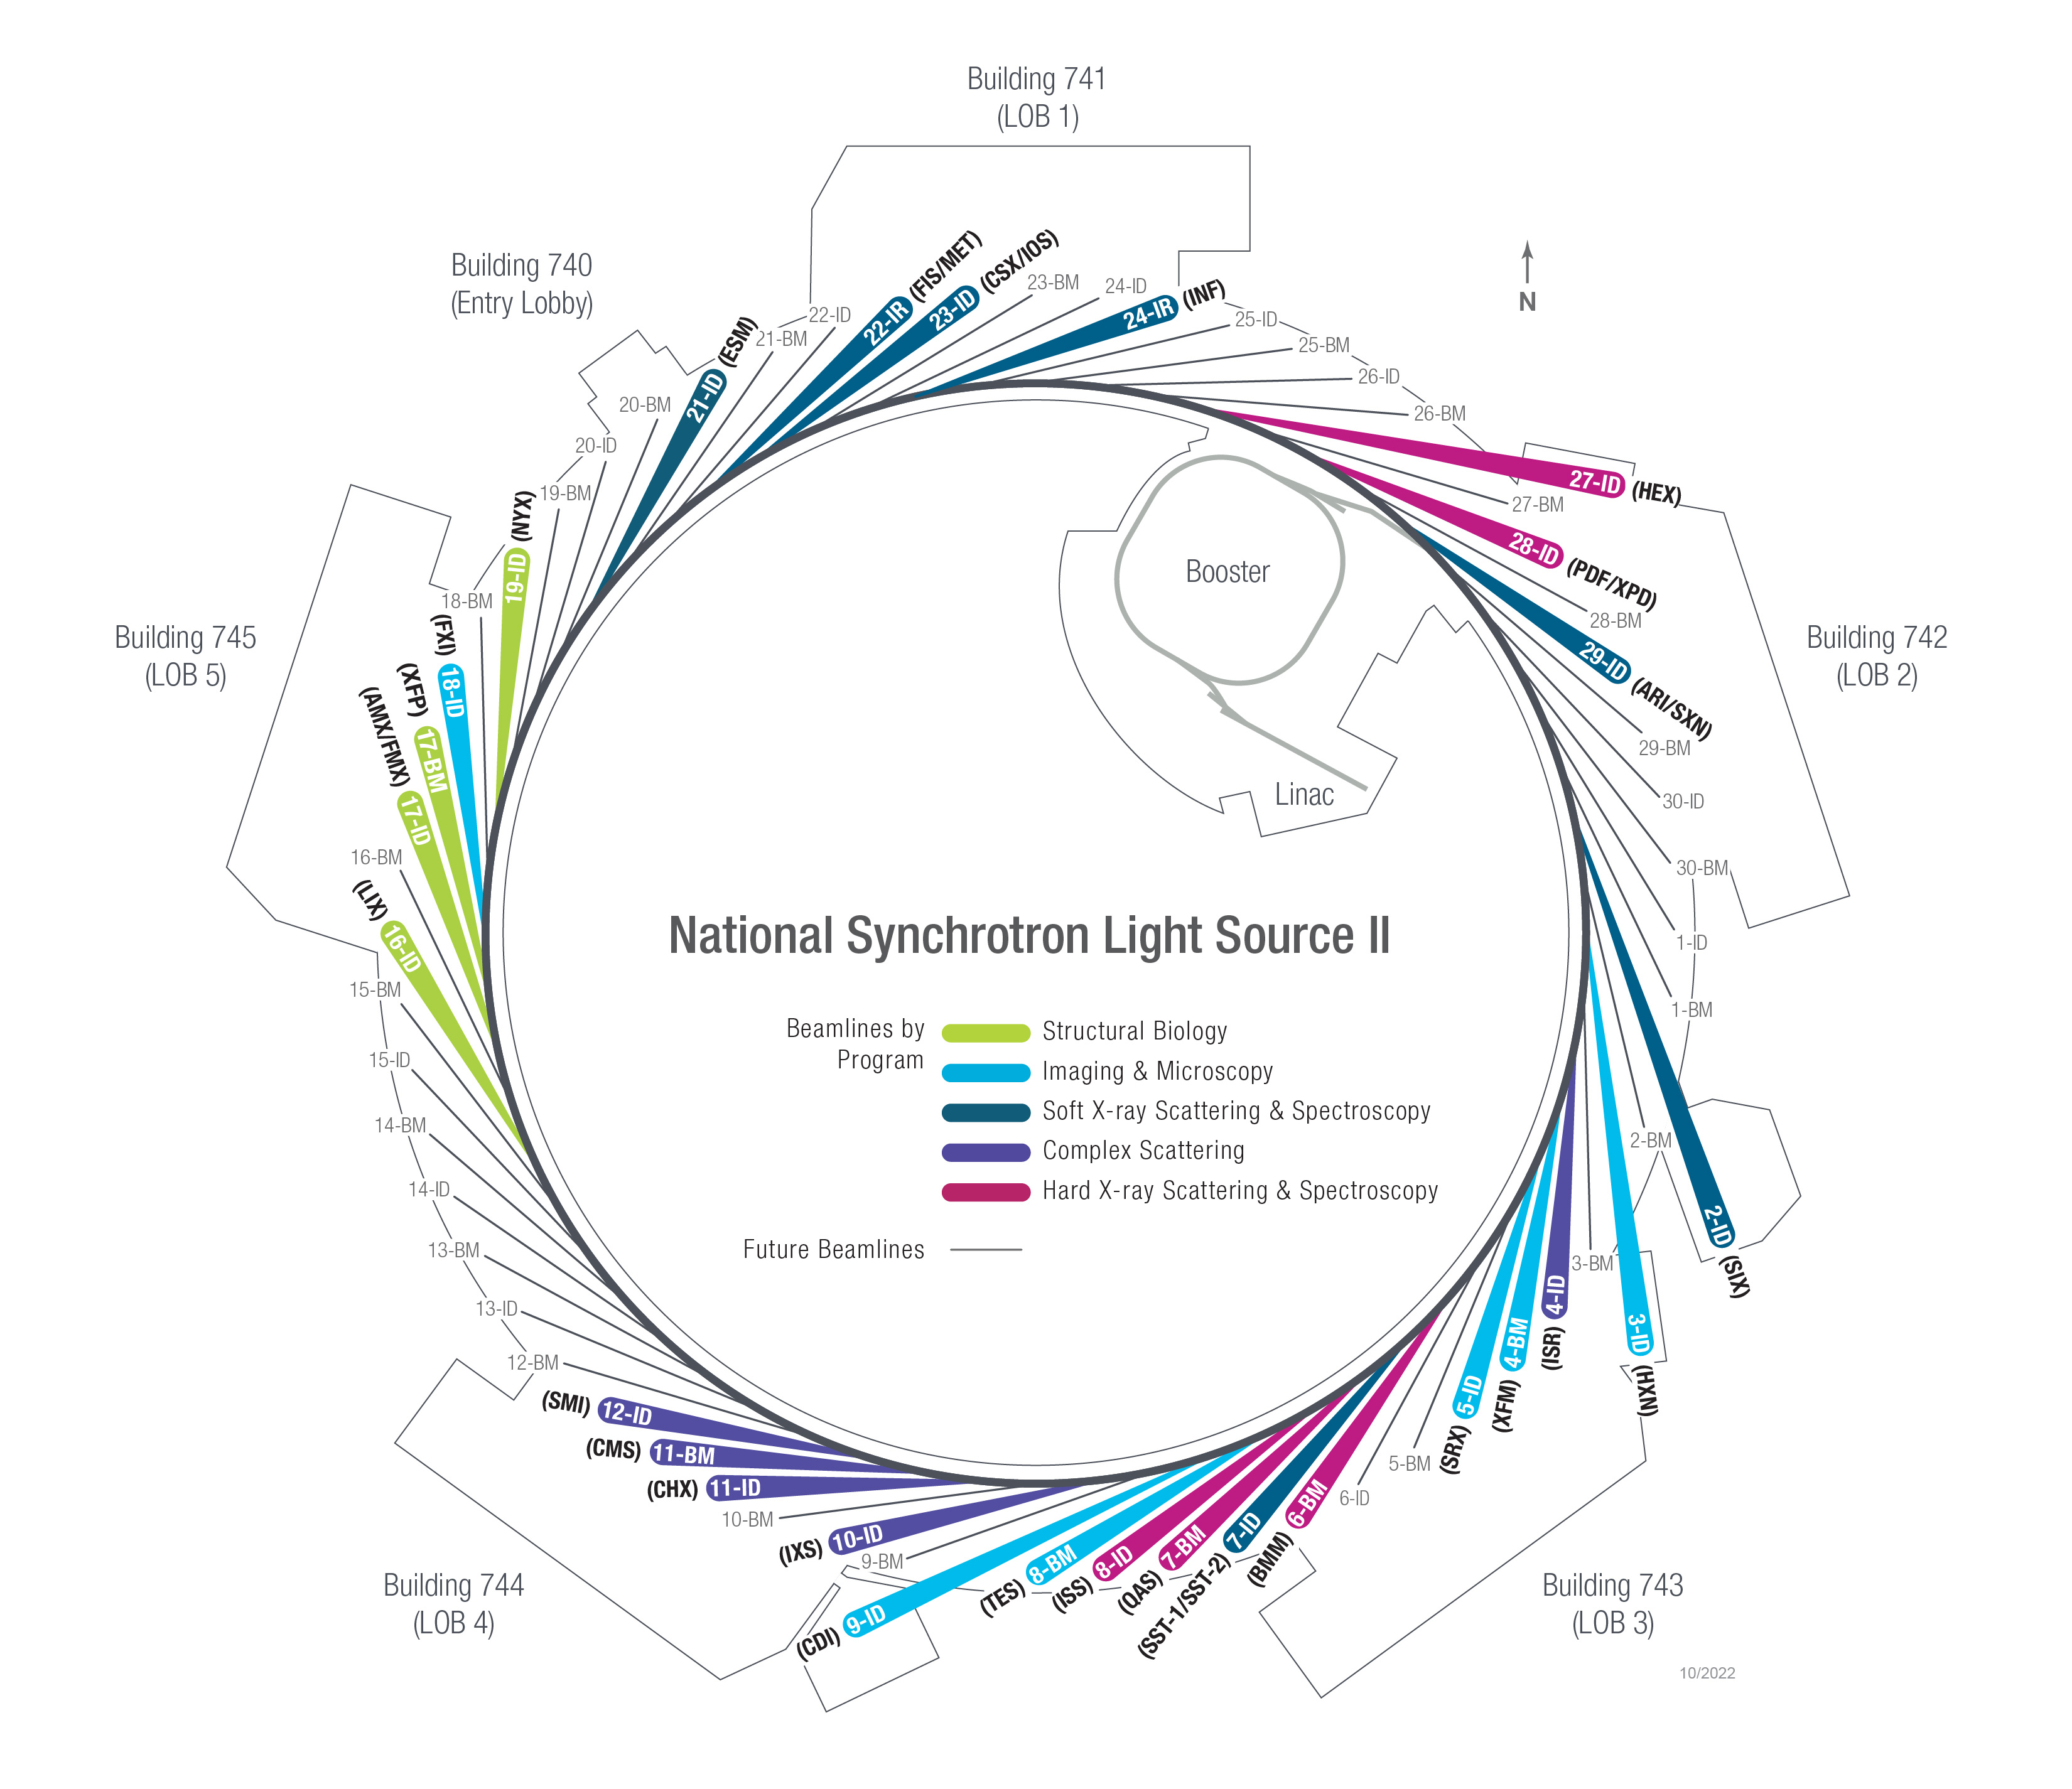 Building 741
(LOB 1)
Building 740
(Entry Lobby)
N
22-IR (FIS/MET)
23-ID (CSX/IOS)
23-BM
24-ID
24-IR (INF)
25-ID
25-BM
26-ID
26-BM
27-ID (HEX)
27-BM
28-ID (PDF/XPD)
28-BM
29-ID (ARI/SXN)
29-BM
30-ID
30-BM
1-ID
1-BM
2-ID (SIX)
2-BM
3-ID (HXN)
3-BM
4-ID (ISR)
4-BM (XFM)
5-ID (SRX)
5-BM
6-ID
6-BM (BMM)
7-ID (SST-1/SST-2)
7-BM (QAS)
8-ID (ISS)
8-BM (TES)
9-ID (CDI)
9-BM
10-ID (IXS)
10-BM
11-ID (CHX)
11-BM (CMS)
12-ID (SMI)
12-BM
13-ID
13-BM
14-ID
14-BM
15-ID
15-BM
16-ID (LIX)
16-BM
17-ID (AMX/FMX)
17-BM (XFP)
18-ID (FXI)
18-BM
19-ID (NYX)
19-BM
20-ID
20-BM
21-ID (ESM)
21-BM
22-ID
Building 742
(LOB 2)
Building 743
(LOB 3)
Building 744
(LOB 4)
Building 745
(LOB 5)
Booster
Linac
National Synchrotron Light Source II
Beamlines by
Program
Structural Biology
Imaging & Microscopy
Soft X-ray Scattering & Spectroscopy
Complex Scattering
Hard X-ray Scattering & Spectroscopy
Future Beamlines
10/2022